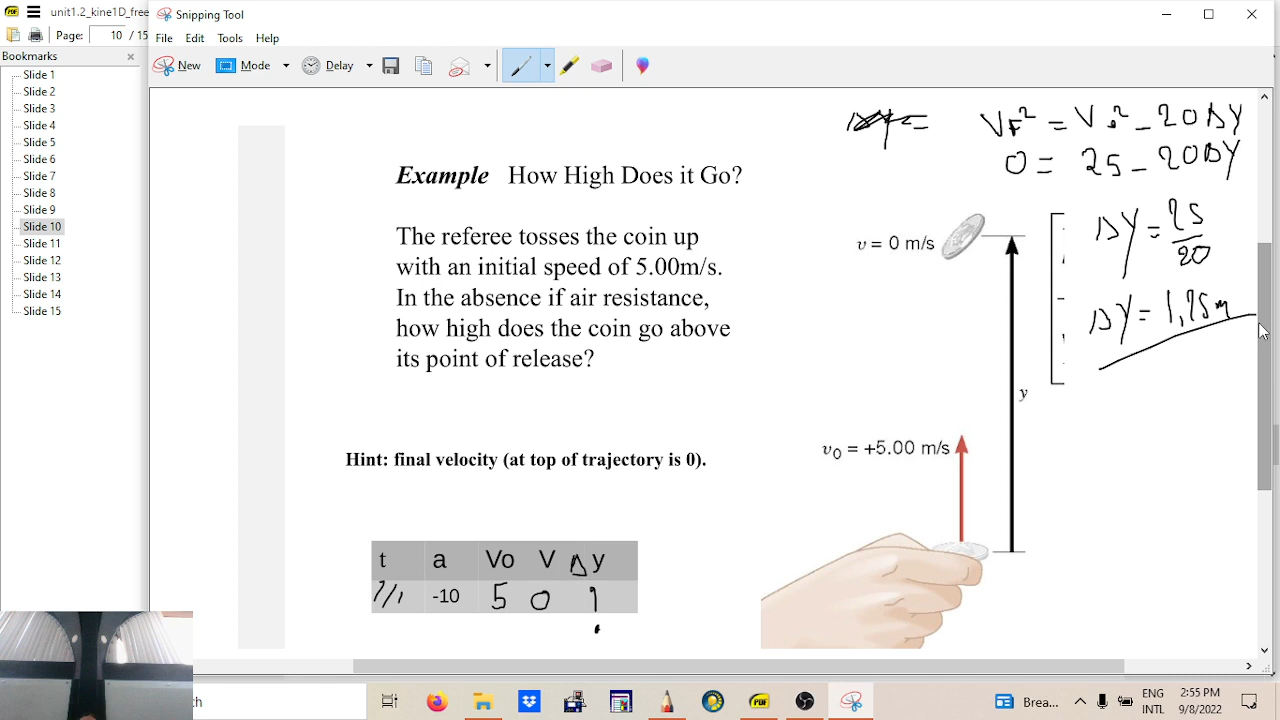 unit1.2_kine1D_free
Page: 10 / 15
Bookmarks ×
Slide 1
Slide 2
Slide 3
Slide 4
Slide 5
Slide 6
Slide 7
Slide 8
Slide 9
Slide 10
Slide 11
Slide 12
Slide 13
Slide 14
Slide 15
Snipping Tool
File Edit Tools Help
New Mode Delay
VF² = V₀² - 20ΔY
0 = 25 - 20ΔY
ΔY = 25/20
ΔY = 1,25m
Example How High Does it Go?
The referee tosses the coin up
with an initial speed of 5.00m/s.
In the absence if air resistance,
how high does the coin go above
its point of release?
v = 0 m/s
y
v₀ = +5.00 m/s
Hint: final velocity (at top of trajectory is 0).
t a Vo V Δy
-10 5 0 ?
ch
Brea...
ENG
INTL
2:55 PM
9/8/2022